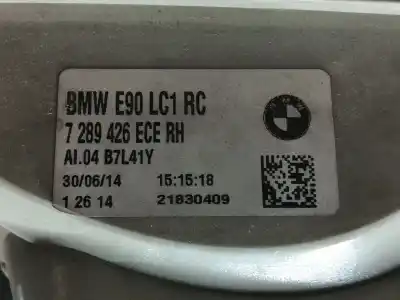 BMW E90 LC1 RC
7 289 426 ECE RH
AI.04 B7L41Y
30/06/14 15:15:18
1 26 14 21830409